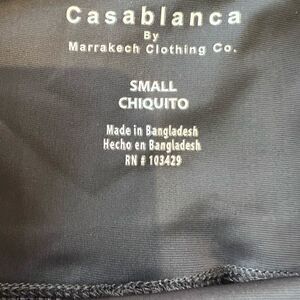 Casablanca
By
Marrakech Clothing Co.
SMALL
CHIQUITO
Made in Bangladesh
Hecho en Bangladesh
RN # 103429